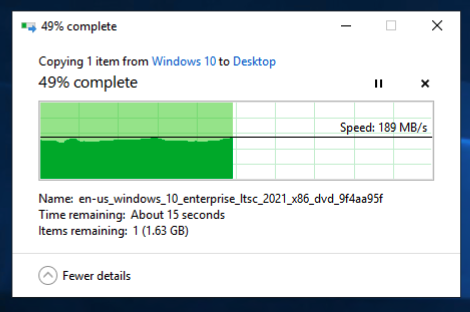 49% complete
Copying 1 item from Windows 10 to Desktop
49% complete
Speed: 189 MB/s
Name: en-us_windows_10_enterprise_ltsc_2021_x86_dvd_9f4aa95f
Time remaining: About 15 seconds
Items remaining: 1 (1.63 GB)
Fewer details